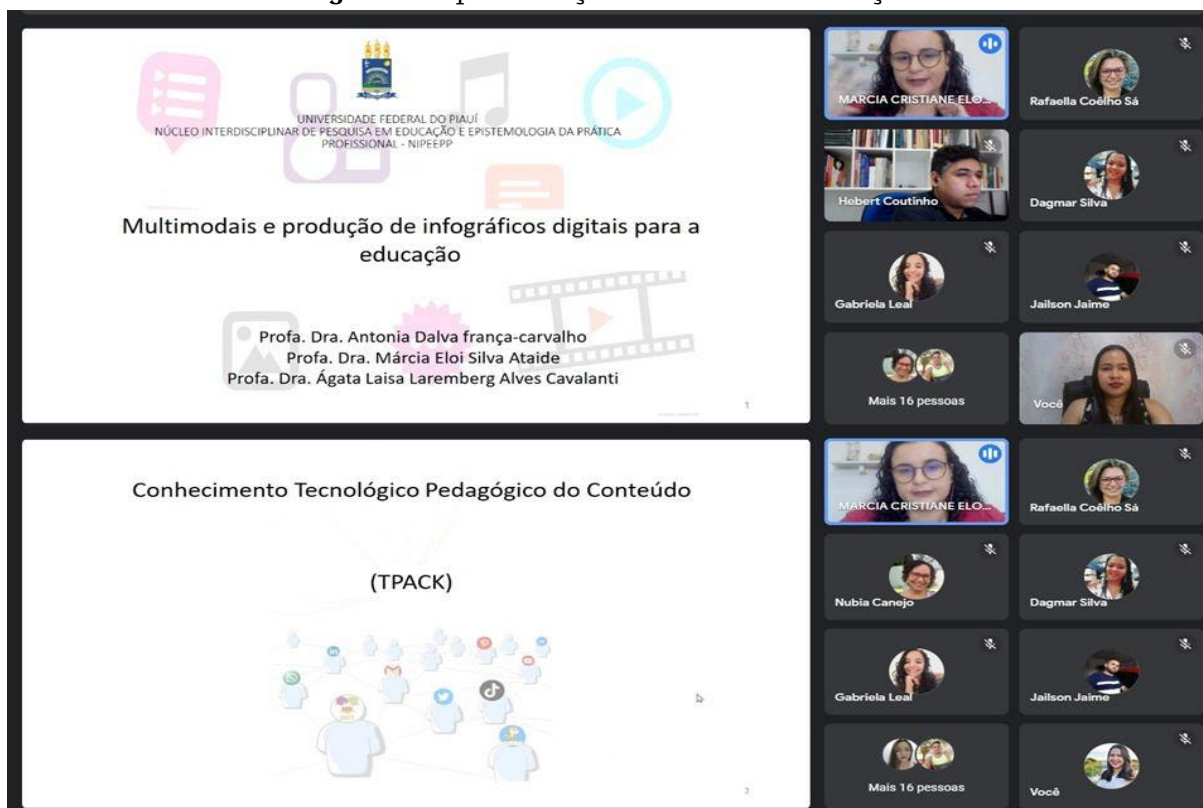 UNIVERSIDADE FEDERAL DO PIAUÍ
NÚCLEO INTERDISCIPLINAR DE PESQUISA EM EDUCAÇÃO E EPISTEMOLOGIA DA PRÁTICA
PROFISSIONAL - NIPEEPP
Multimodais e produção de infográficos digitais para a
educação
Profa. Dra. Antonia Dalva frança-carvalho
Profa. Dra. Márcia Eloi Silva Ataide
Profa. Dra. Ágata Laisa Laremberg Alves Cavalanti
1
MARCIA CRISTIANE ELO...
Rafaella Coêlho Sá
Hebert Coutinho
Dagmar Silva
Gabriela Leal
Jailson Jaime
Mais 16 pessoas
Você
Conhecimento Tecnológico Pedagógico do Conteúdo
(TPACK)
2
MARCIA CRISTIANE ELO...
Rafaella Coêlho Sá
Nubia Canejo
Dagmar Silva
Gabriela Leal
Jailson Jaime
Mais 16 pessoas
Você